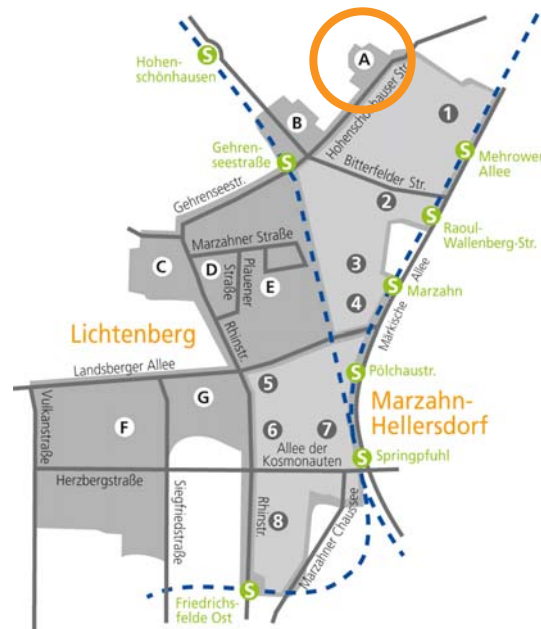 S
Hohen-
schönhausen
A
Hohenschönhauser Str.
1
B
S
Mehrower
Allee
Gehren-
seestraße
S
Bitterfelder Str.
2
Gehrenseestr.
S
Raoul-
Wallenberg-Str.
Marzahner Straße
C
D
Plauener
Straße
E
3
Allee
S
Marzahn
4
Märkische
Lichtenberg
Rhinstr.
Landsberger Allee
S
Pölchaustr.
5
G
Marzahn-
Hellersdorf
Vulkanstraße
F
6
7
Allee der
Kosmonauten
S
Springpfuhl
Herzbergstraße
Siegfriedstraße
Rhinstr.
8
Marzahner Chaussee
S
Friedrichs-
felde Ost